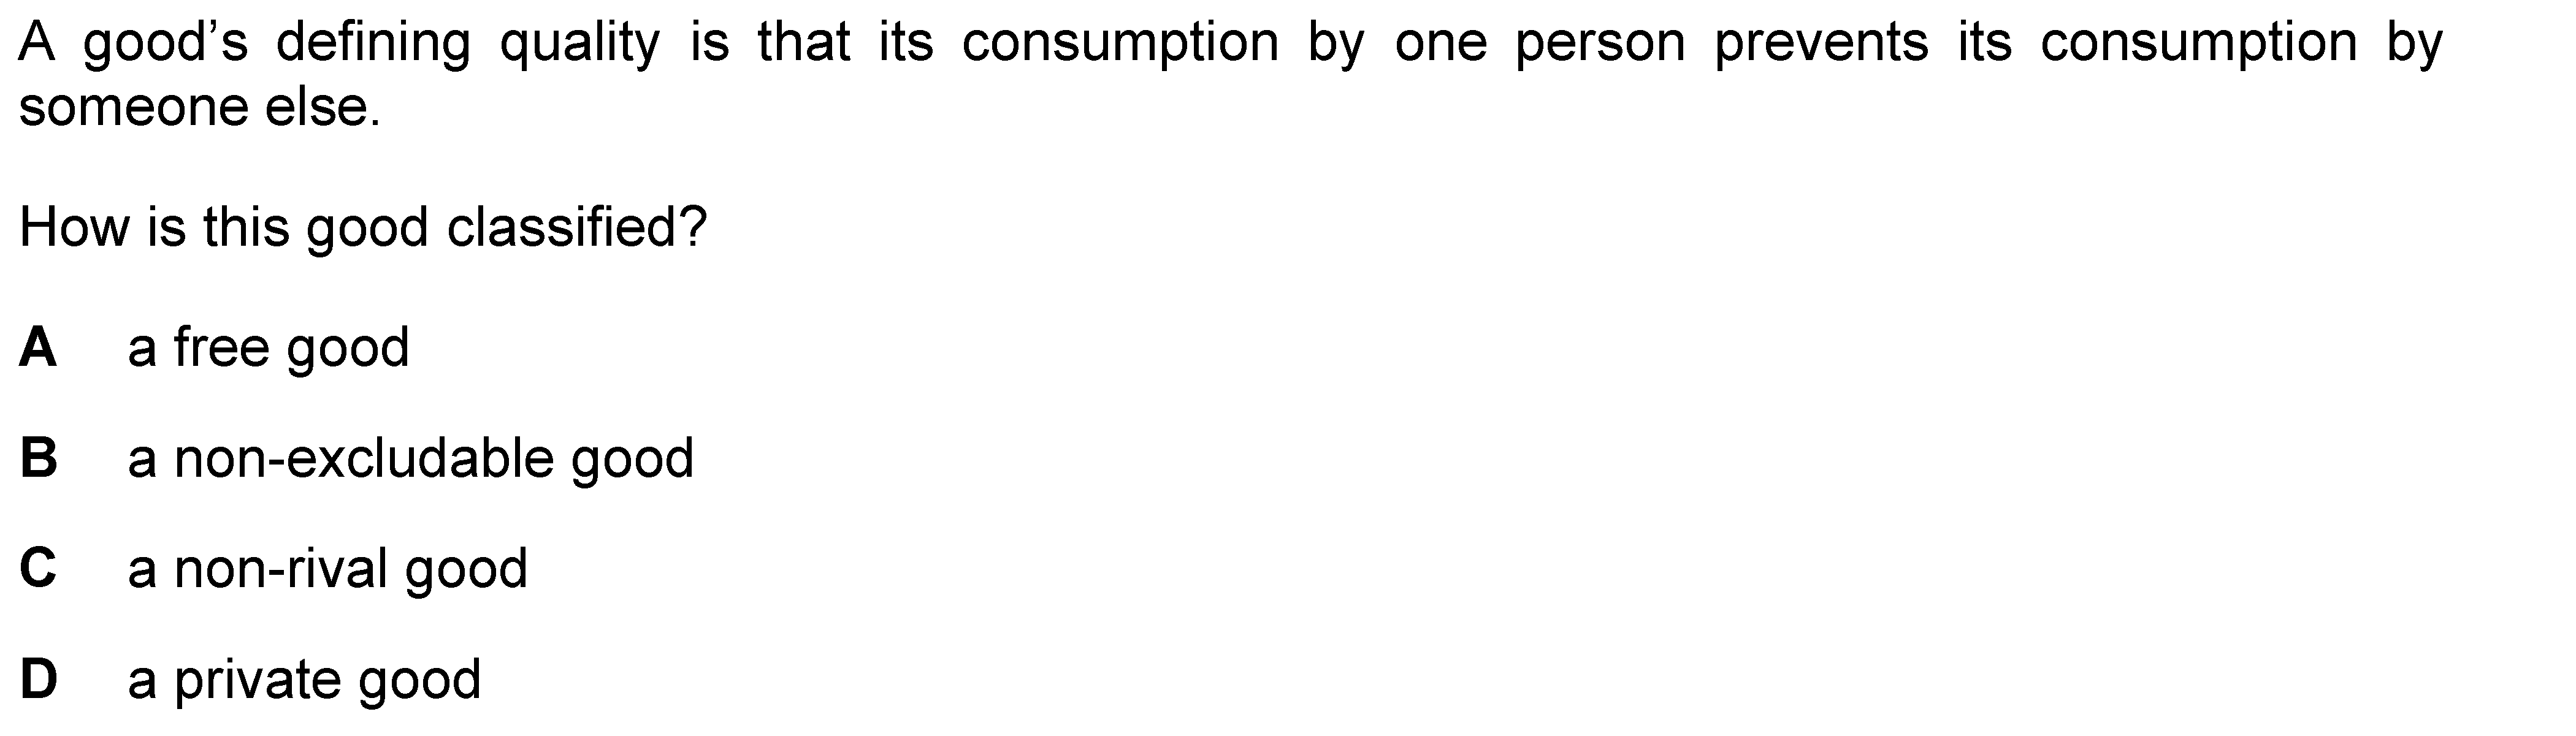 A good’s defining quality is that its consumption by one person prevents its consumption by
someone else.
How is this good classified?
A a free good
B a non-excludable good
C a non-rival good
D a private good